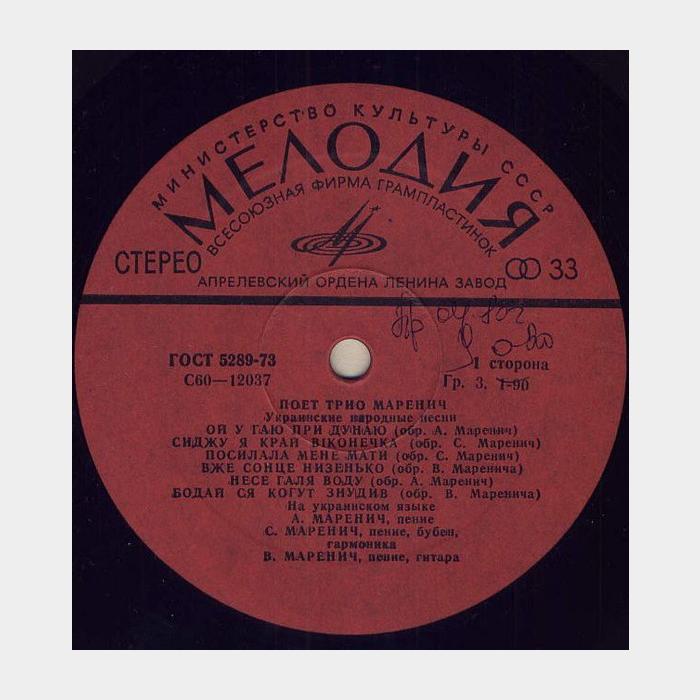 МИНИСТЕРСТВО КУЛЬТУРЫ СССР
МЕЛОДИЯ
ВСЕСОЮЗНАЯ ФИРМА ГРАМПЛАСТИНОК
СТЕРЕО
33
АПРЕЛЕВСКИЙ ОРДЕНА ЛЕНИНА ЗАВОД
ГОСТ 5289-73
1 сторона
С60—12037
Гр. 3. 1-90
ПОЕТ ТРИО МАРЕНИЧ
Украинские народные песни
ОЙ У ГАЮ ПРИ ДУНАЮ (обр. А. Маренич)
СИДЖУ Я КРАЙ ВІКОНЕЧКА (обр. С. Маренич)
ПОСИЛАЛА МЕНЕ МАТИ (обр. С. Маренич)
ВЖЕ СОНЦЕ НИЗЕНЬКО (обр. В. Маренича)
НЕСЕ ГАЛЯ ВОДУ (обр. А. Маренич)
БОДАЙ СЯ КОГУТ ЗНУДИВ (обр. В. Маренича)
На украинском языке
А. МАРЕНИЧ, пение
С. МАРЕНИЧ, пение, бубен,
гармоника
В. МАРЕНИЧ, пение, гитара